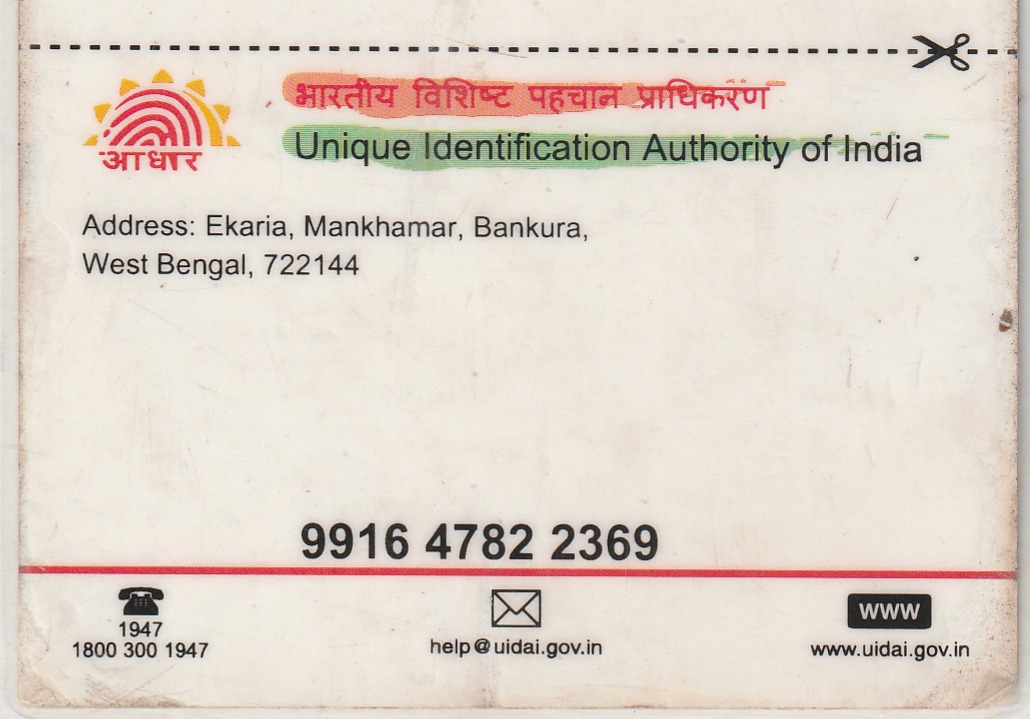 आधार
भारतीय विशिष्ट पहचान प्राधिकरण
Unique Identification Authority of India
Address: Ekaria, Mankhamar, Bankura,
West Bengal, 722144
9916 4782 2369
1947
1800 300 1947
help@uidai.gov.in
www
www.uidai.gov.in